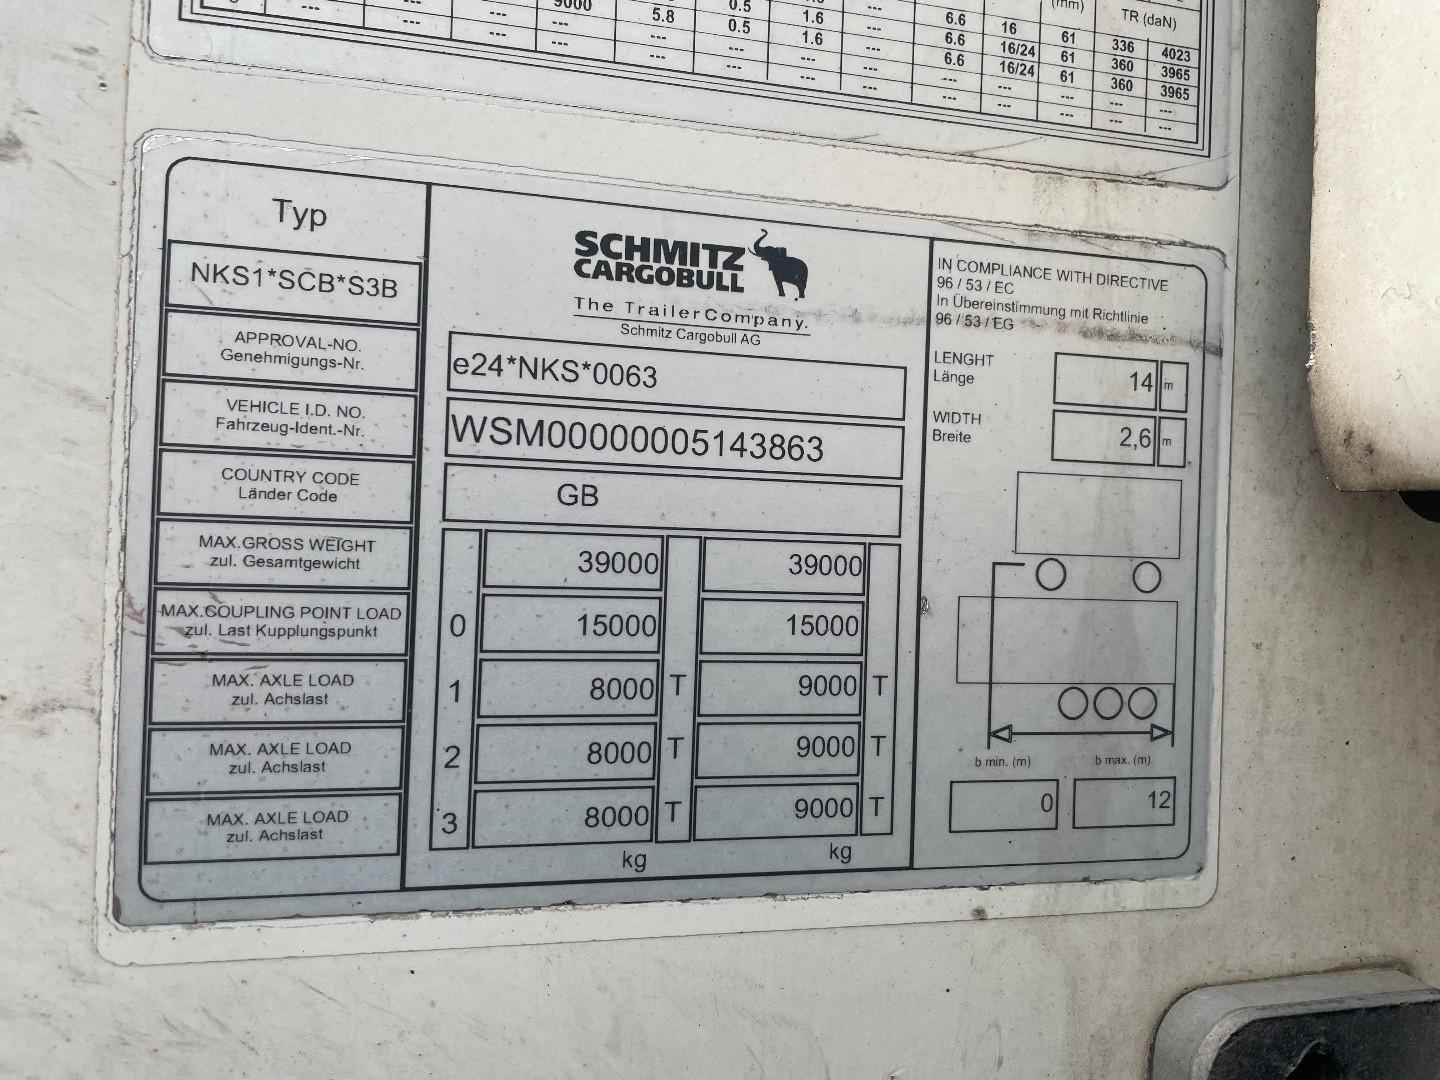 (mm) TR (daN)
--- 9000 0.5 6.6 16 61 336 4023
--- --- --- --- 5.8 0.5 1.6 --- 6.6 16/24 61 360 3965
--- --- --- --- 1.6 --- 6.6 16/24 61 360 3965
--- --- --- --- --- --- ---
--- --- --- --- --- ---
Typ
NKS1*SCB*S3B
SCHMITZ
CARGOBULL
The TrailerCompany.
Schmitz Cargobull AG
APPROVAL-NO.
Genehmigungs-Nr.
e24*NKS*0063
VEHICLE I.D. NO.
Fahrzeug-Ident.-Nr.
WSM00000005143863
COUNTRY CODE
Länder Code
GB
MAX.GROSS WEIGHT
zul. Gesamtgewicht
39000 39000
MAX.COUPLING POINT LOAD
zul. Last Kupplungspunkt
0 15000 15000
MAX. AXLE LOAD
zul. Achslast
1 8000 T 9000 T
MAX. AXLE LOAD
zul. Achslast
2 8000 T 9000 T
MAX. AXLE LOAD
zul. Achslast
3 8000 T 9000 T
kg kg
IN COMPLIANCE WITH DIRECTIVE
96 / 53 / EC
In Übereinstimmung mit Richtlinie
96 / 53 / EG
LENGHT
Länge
14 m
WIDTH
Breite
2,6 m
b min. (m) b max. (m)
0 12